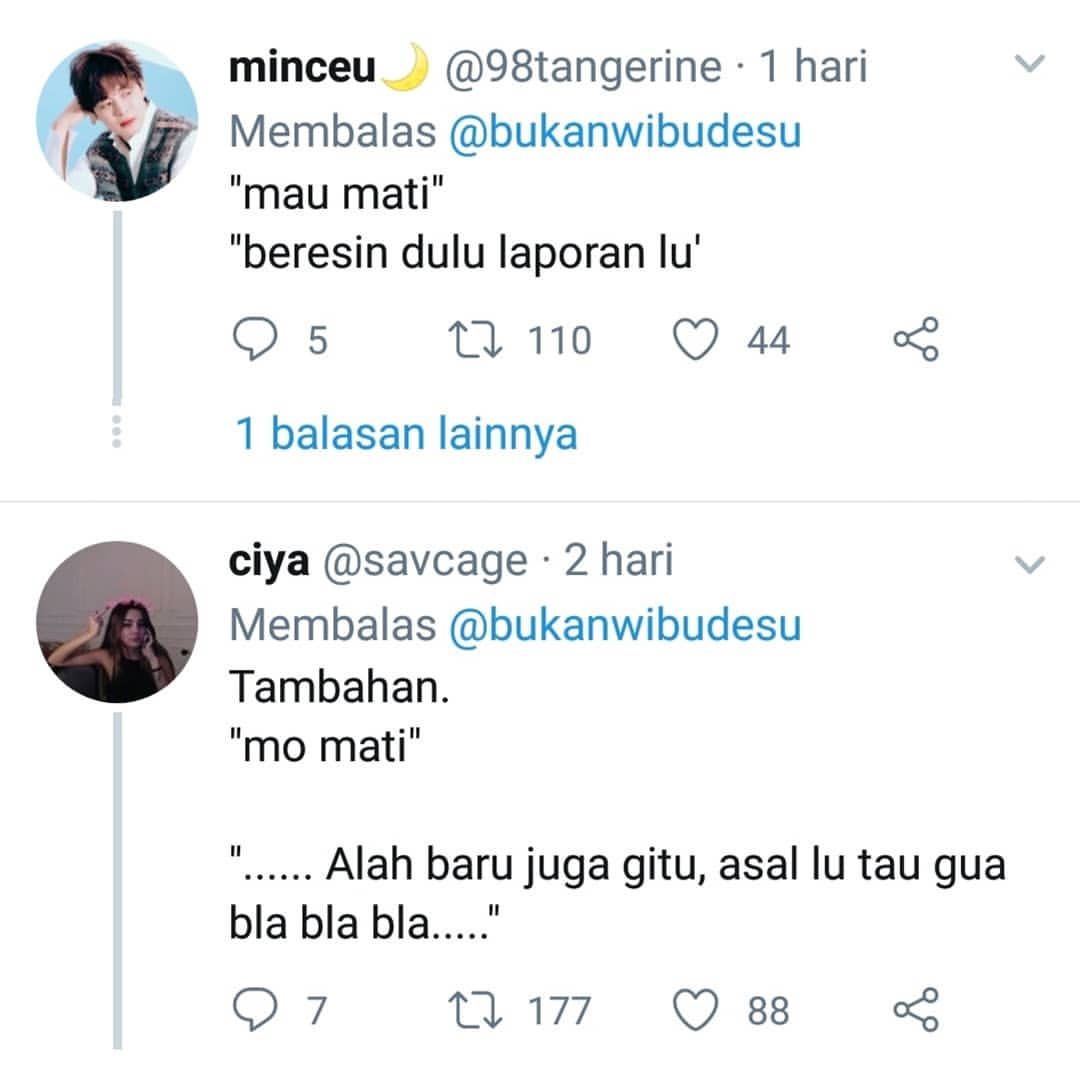 minceu🌙 @98tangerine · 1 hari
Membalas @bukanwibudesu
"mau mati"
"beresin dulu laporan lu'
5 110 44
1 balasan lainnya
ciya @savcage · 2 hari
Membalas @bukanwibudesu
Tambahan.
"mo mati"
"...... Alah baru juga gitu, asal lu tau gua
bla bla bla....."
7 177 88